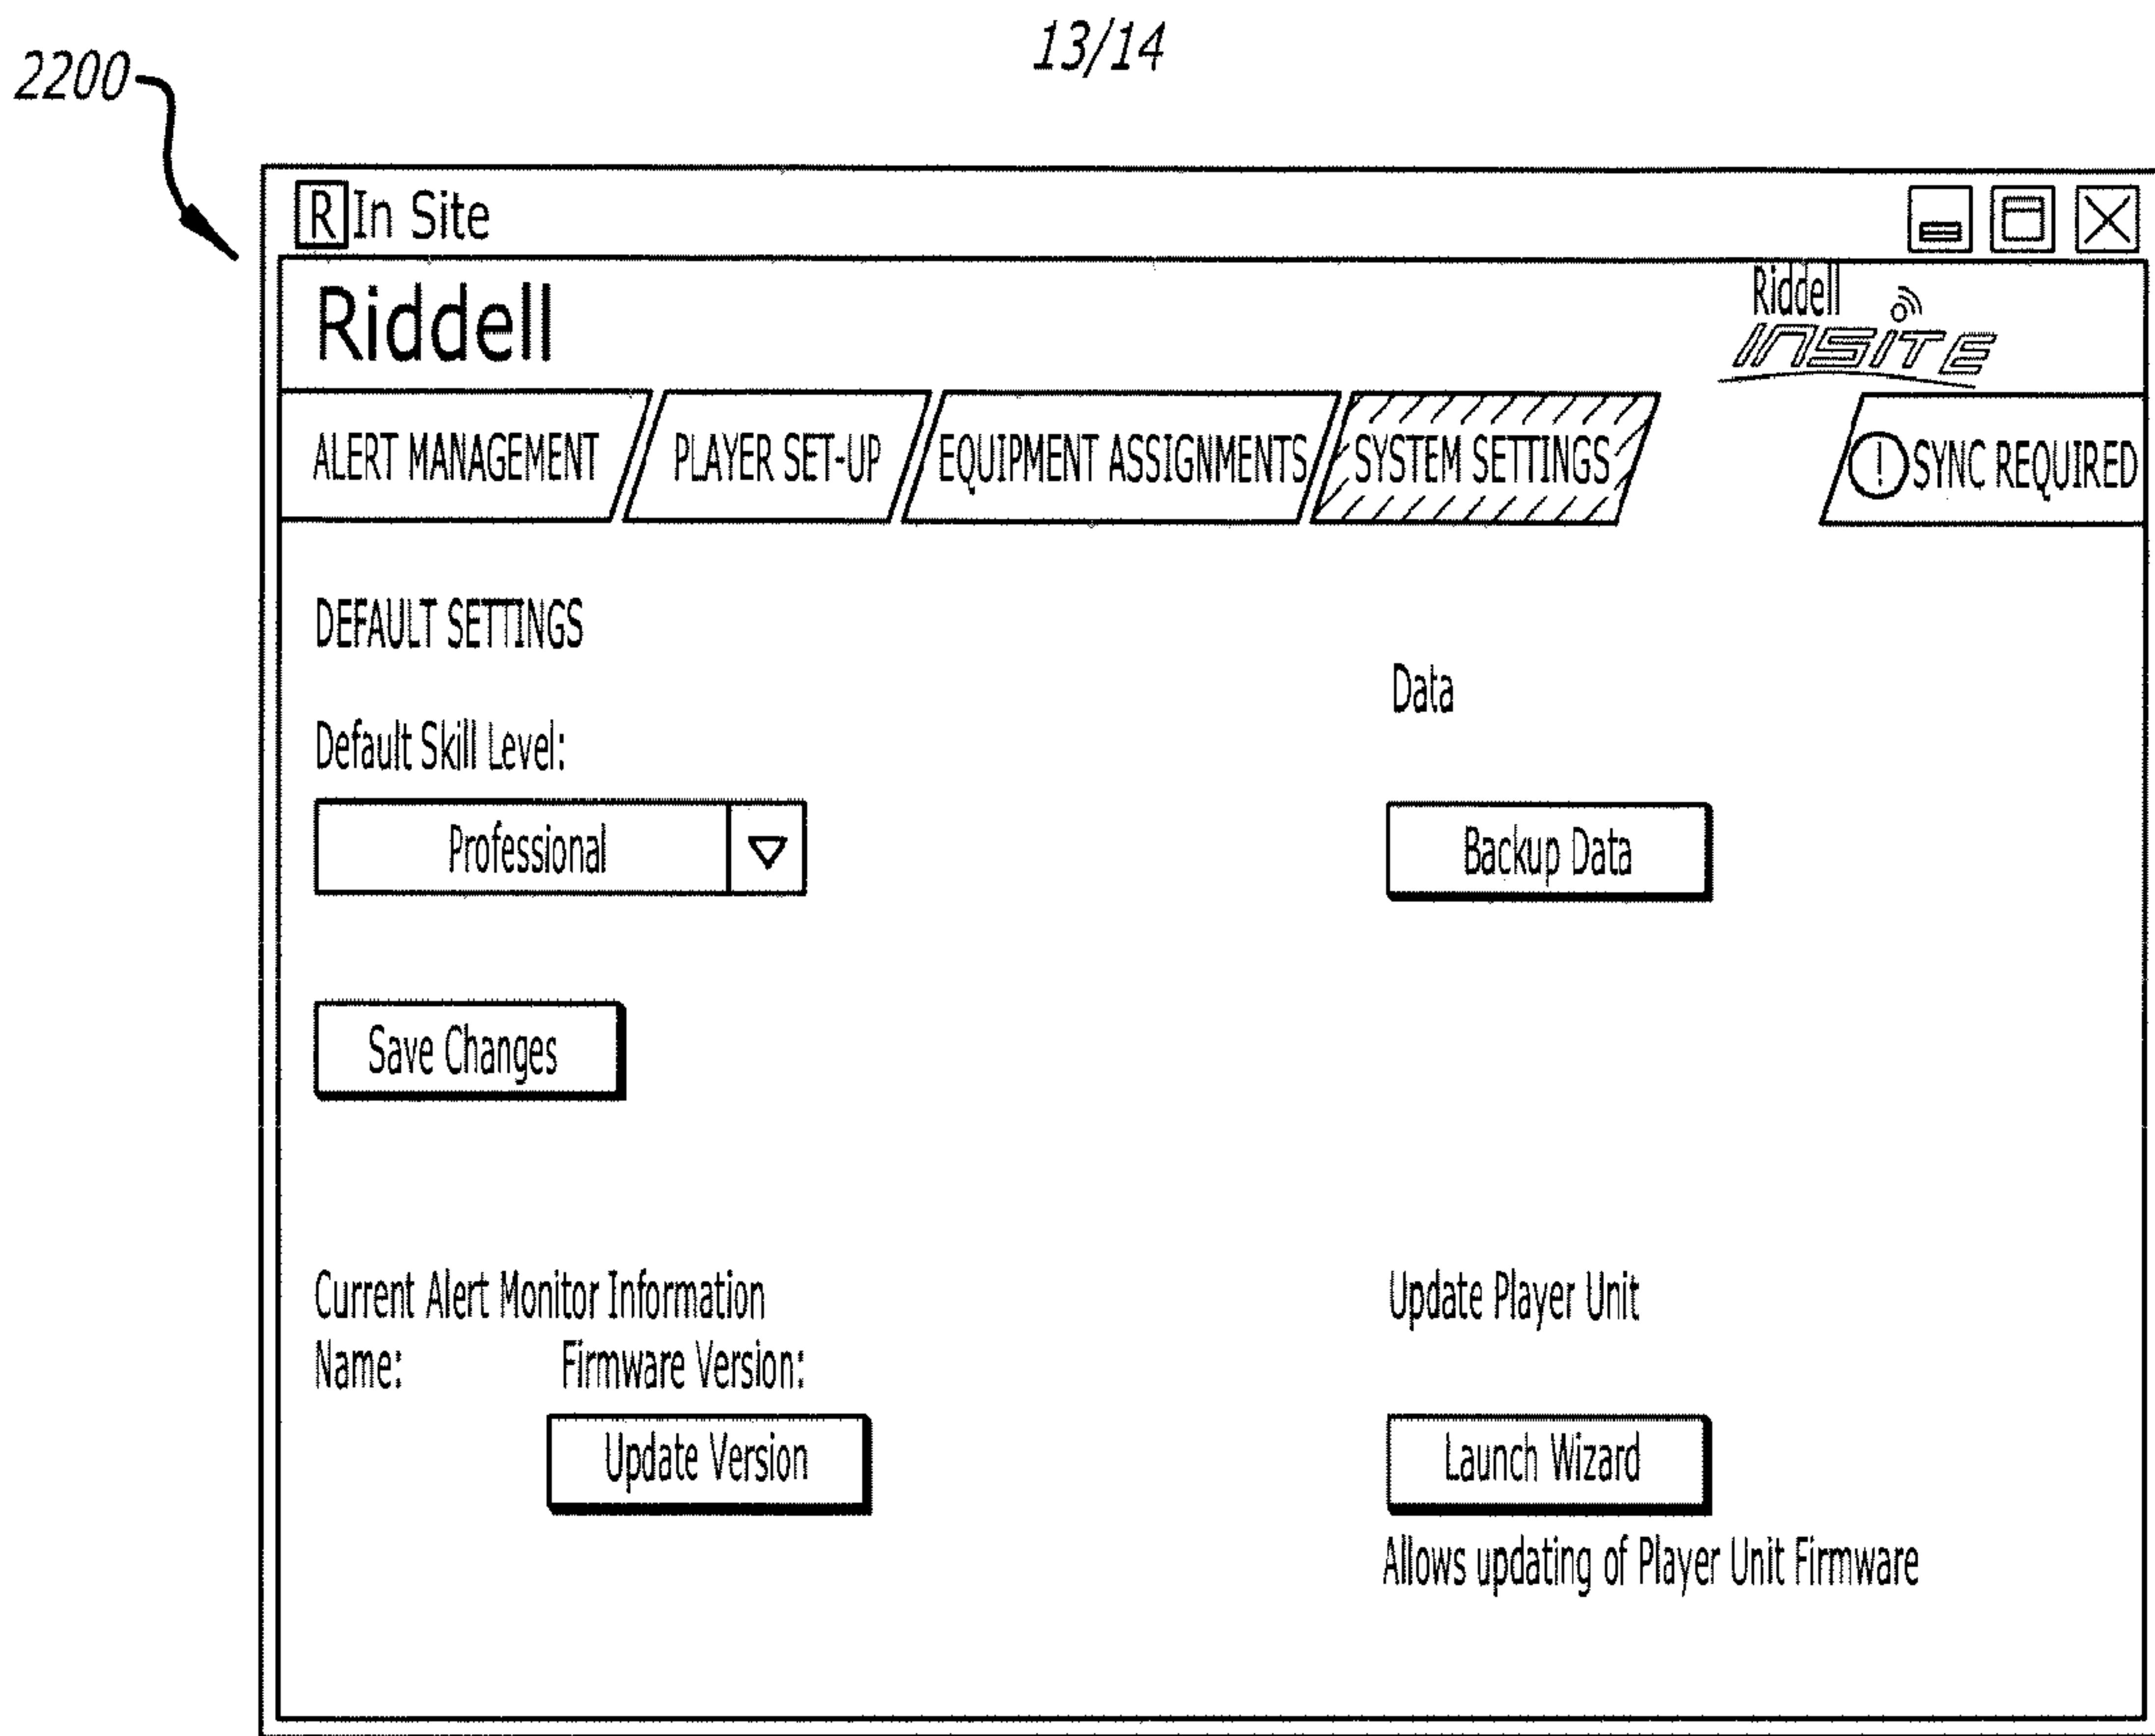 13/14
2200
R In Site
Riddell
Riddell
INSITE
ALERT MANAGEMENT
PLAYER SET-UP
EQUIPMENT ASSIGNMENTS
SYSTEM SETTINGS
! SYNC REQUIRED
DEFAULT SETTINGS
Data
Default Skill Level:
Professional
Backup Data
Save Changes
Current Alert Monitor Information
Update Player Unit
Name: Firmware Version:
Update Version
Launch Wizard
Allows updating of Player Unit Firmware